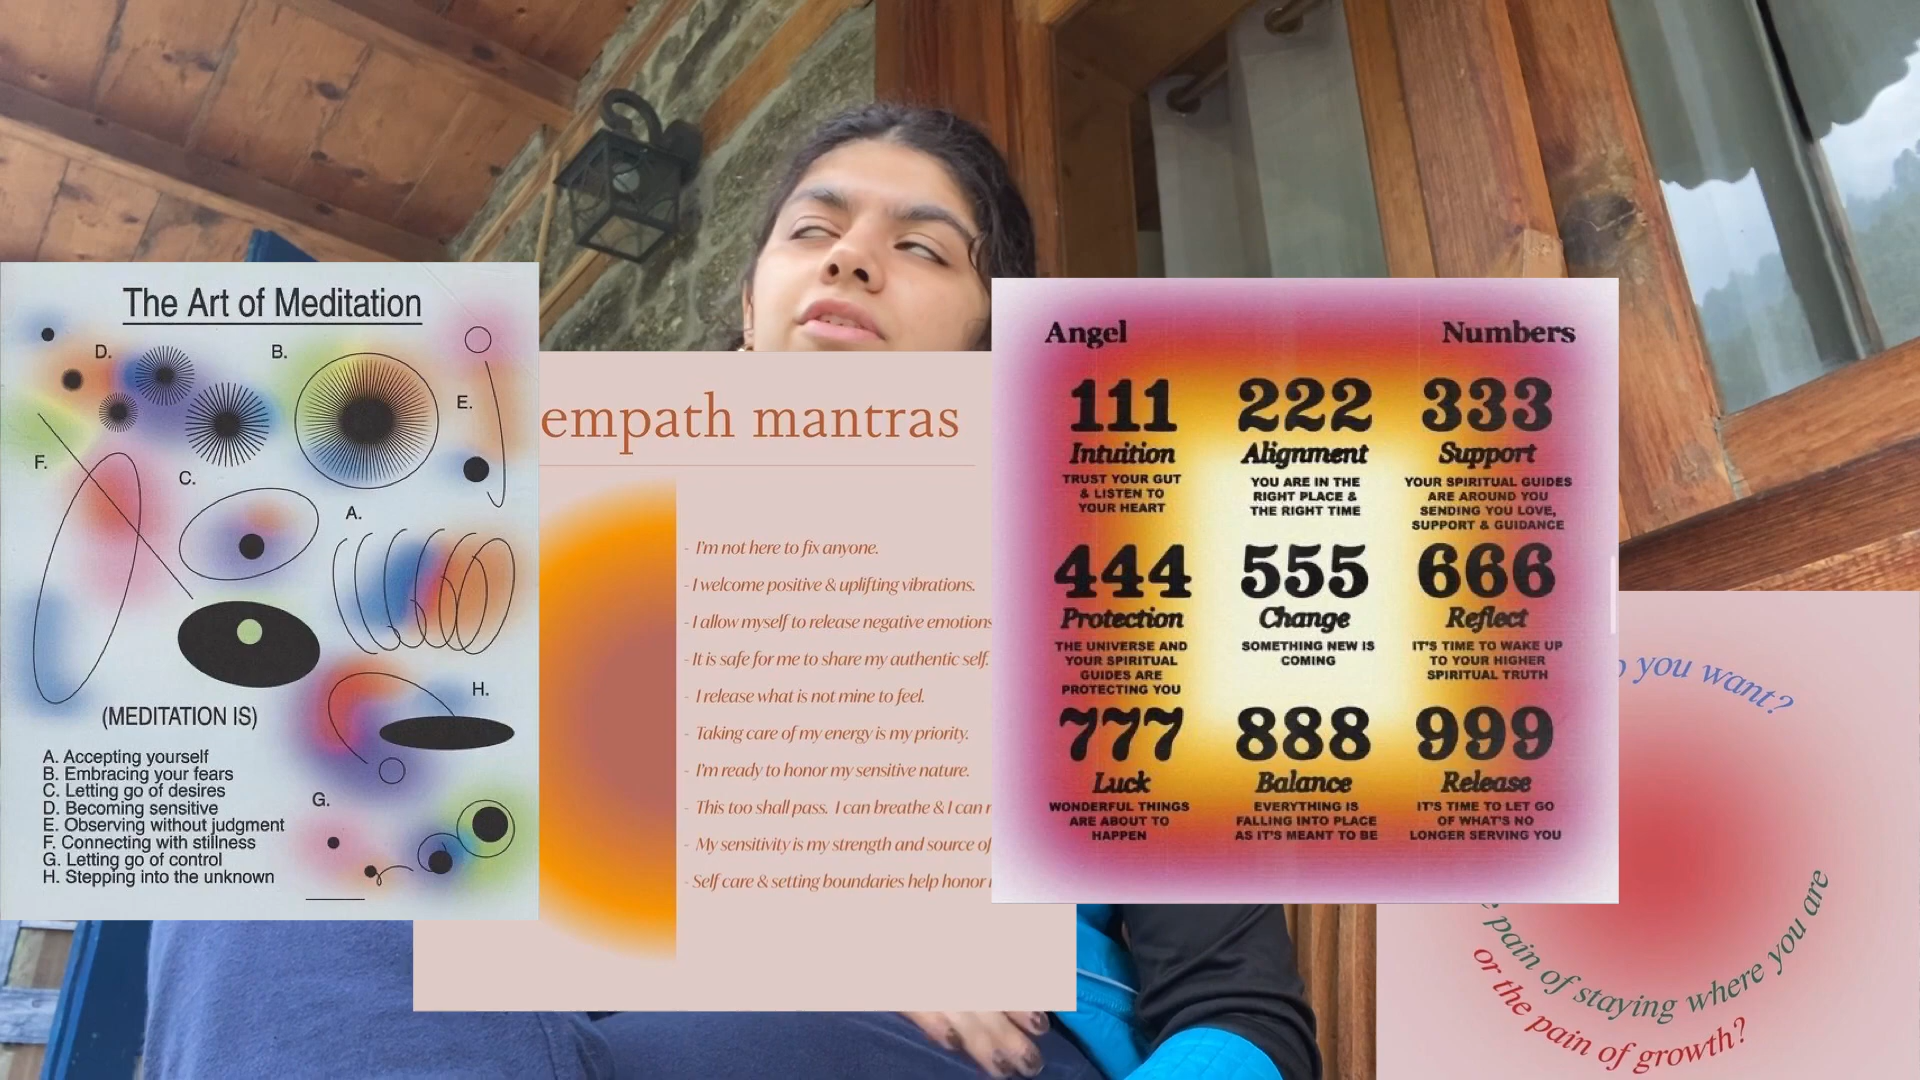 The Art of Meditation
D.
B.
E.
F.
C.
A.
H.
(MEDITATION IS)
G.
A. Accepting yourself
B. Embracing your fears
C. Letting go of desires
D. Becoming sensitive
E. Observing without judgment
F. Connecting with stillness
G. Letting go of control
H. Stepping into the unknown
empath mantras
- I'm not here to fix anyone.
- I welcome positive & uplifting vibrations.
- I allow myself to release negative emotions
- It is safe for me to share my authentic self.
- I release what is not mine to feel.
- Taking care of my energy is my priority.
- I'm ready to honor my sensitive nature.
- This too shall pass. I can breathe & I can
- My sensitivity is my strength and source of
- Self care & setting boundaries help honor
Angel Numbers
111 222 333
Intuition Alignment Support
TRUST YOUR GUT
& LISTEN TO
YOUR HEART
YOU ARE IN THE
RIGHT PLACE &
THE RIGHT TIME
YOUR SPIRITUAL GUIDES
ARE AROUND YOU
SENDING YOU LOVE,
SUPPORT & GUIDANCE
444 555 666
Protection Change Reflect
THE UNIVERSE AND
YOUR SPIRITUAL
GUIDES ARE
PROTECTING YOU
SOMETHING NEW IS
COMING
IT'S TIME TO WAKE UP
TO YOUR HIGHER
SPIRITUAL TRUTH
777 888 999
Luck Balance Release
WONDERFUL THINGS
ARE ABOUT TO
HAPPEN
EVERYTHING IS
FALLING INTO PLACE
AS IT'S MEANT TO BE
IT'S TIME TO LET GO
OF WHAT'S NO
LONGER SERVING YOU
you want?
pain of staying where you are
or the pain of growth?